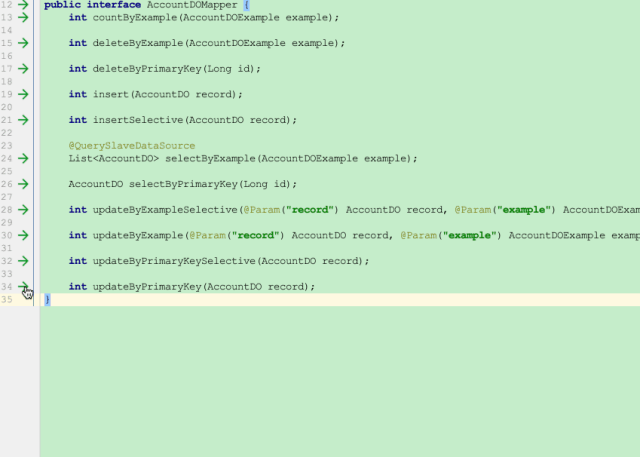 12 public interface AccountDOMapper {
13 int countByExample(AccountDOExample example);
14
15 int deleteByExample(AccountDOExample example);
16
17 int deleteByPrimaryKey(Long id);
18
19 int insert(AccountDO record);
20
21 int insertSelective(AccountDO record);
22
23 @QuerySlaveDataSource
24 List<AccountDO> selectByExample(AccountDOExample example);
25
26 AccountDO selectByPrimaryKey(Long id);
27
28 int updateByExampleSelective(@Param("record") AccountDO record, @Param("example") AccountDOExam
29
30 int updateByExample(@Param("record") AccountDO record, @Param("example") AccountDOExample examp
31
32 int updateByPrimaryKeySelective(AccountDO record);
33
34 int updateByPrimaryKey(AccountDO record);
35 }